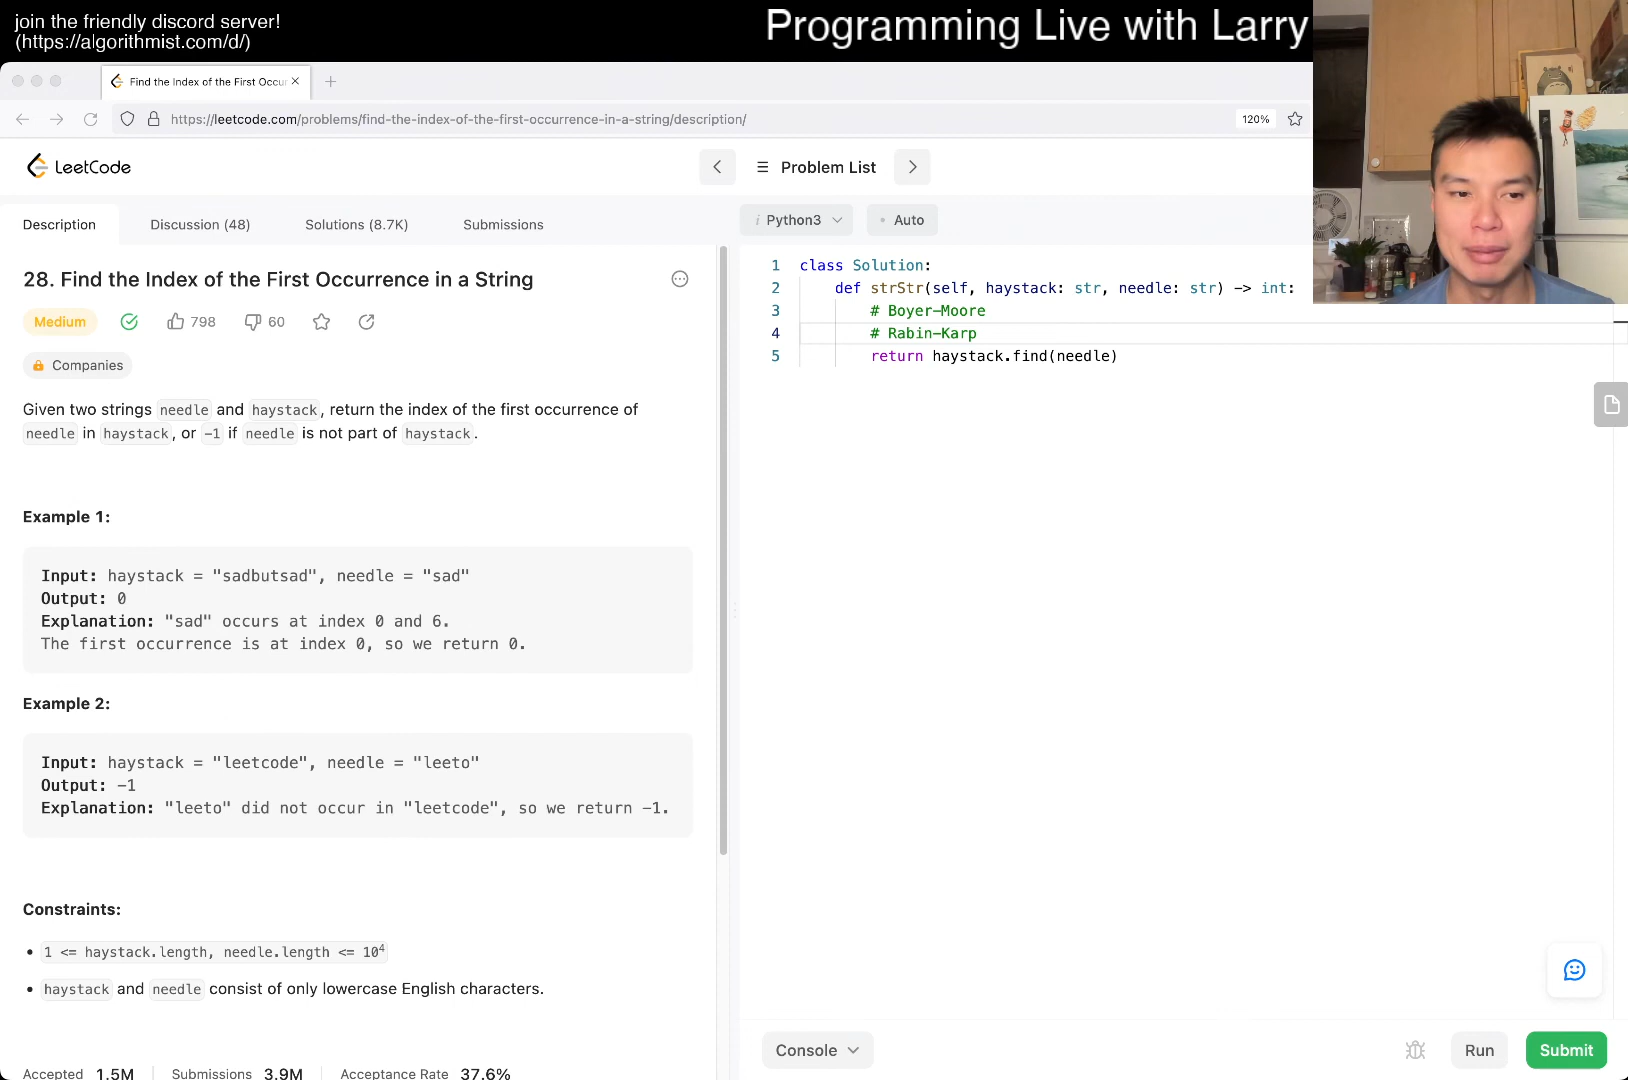 join the friendly discord server!
(https://algorithmist.com/d/)
Programming Live with Larry
Find the Index of the First Occur
https://leetcode.com/problems/find-the-index-of-the-first-occurrence-in-a-string/description/
120%
LeetCode
Problem List
Description
Discussion (48)
Solutions (8.7K)
Submissions
28. Find the Index of the First Occurrence in a String
Medium
798
60
Companies
Given two strings needle and haystack, return the index of the first occurrence of
needle in haystack, or -1 if needle is not part of haystack.
Example 1:
Input: haystack = "sadbutsad", needle = "sad"
Output: 0
Explanation: "sad" occurs at index 0 and 6.
The first occurrence is at index 0, so we return 0.
Example 2:
Input: haystack = "leetcode", needle = "leeto"
Output: -1
Explanation: "leeto" did not occur in "leetcode", so we return -1.
Constraints:
• 1 <= haystack.length, needle.length <= 10⁴
• haystack and needle consist of only lowercase English characters.
Accepted 1.5M
Submissions 3.9M
Acceptance Rate 37.6%
i Python3
Auto
1 class Solution:
2 def strStr(self, haystack: str, needle: str) -> int:
3 # Boyer-Moore
4 # Rabin-Karp
5 return haystack.find(needle)
Console
Run
Submit